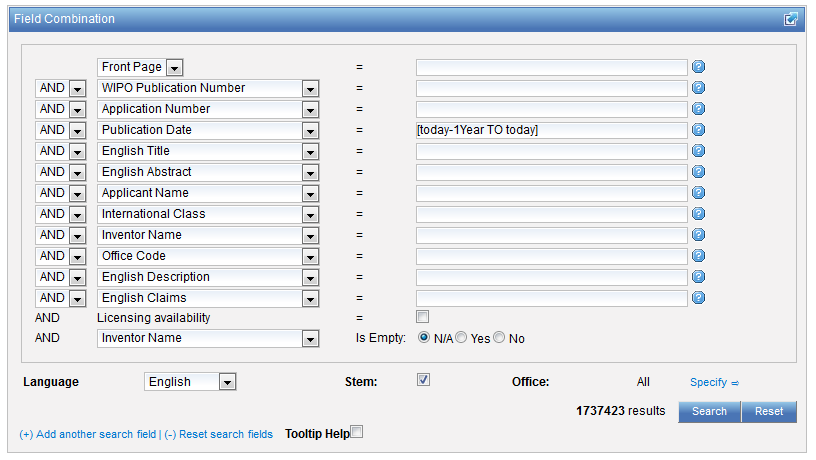 Field Combination
Front Page =
AND WIPO Publication Number =
AND Application Number =
AND Publication Date = [today-1Year TO today]
AND English Title =
AND English Abstract =
AND Applicant Name =
AND International Class =
AND Inventor Name =
AND Office Code =
AND English Description =
AND English Claims =
AND Licensing availability =
AND Inventor Name Is Empty: N/A Yes No
Language English Stem: Office: All Specify ⇨
1737423 results Search Reset
(+) Add another search field | (-) Reset search fields Tooltip Help